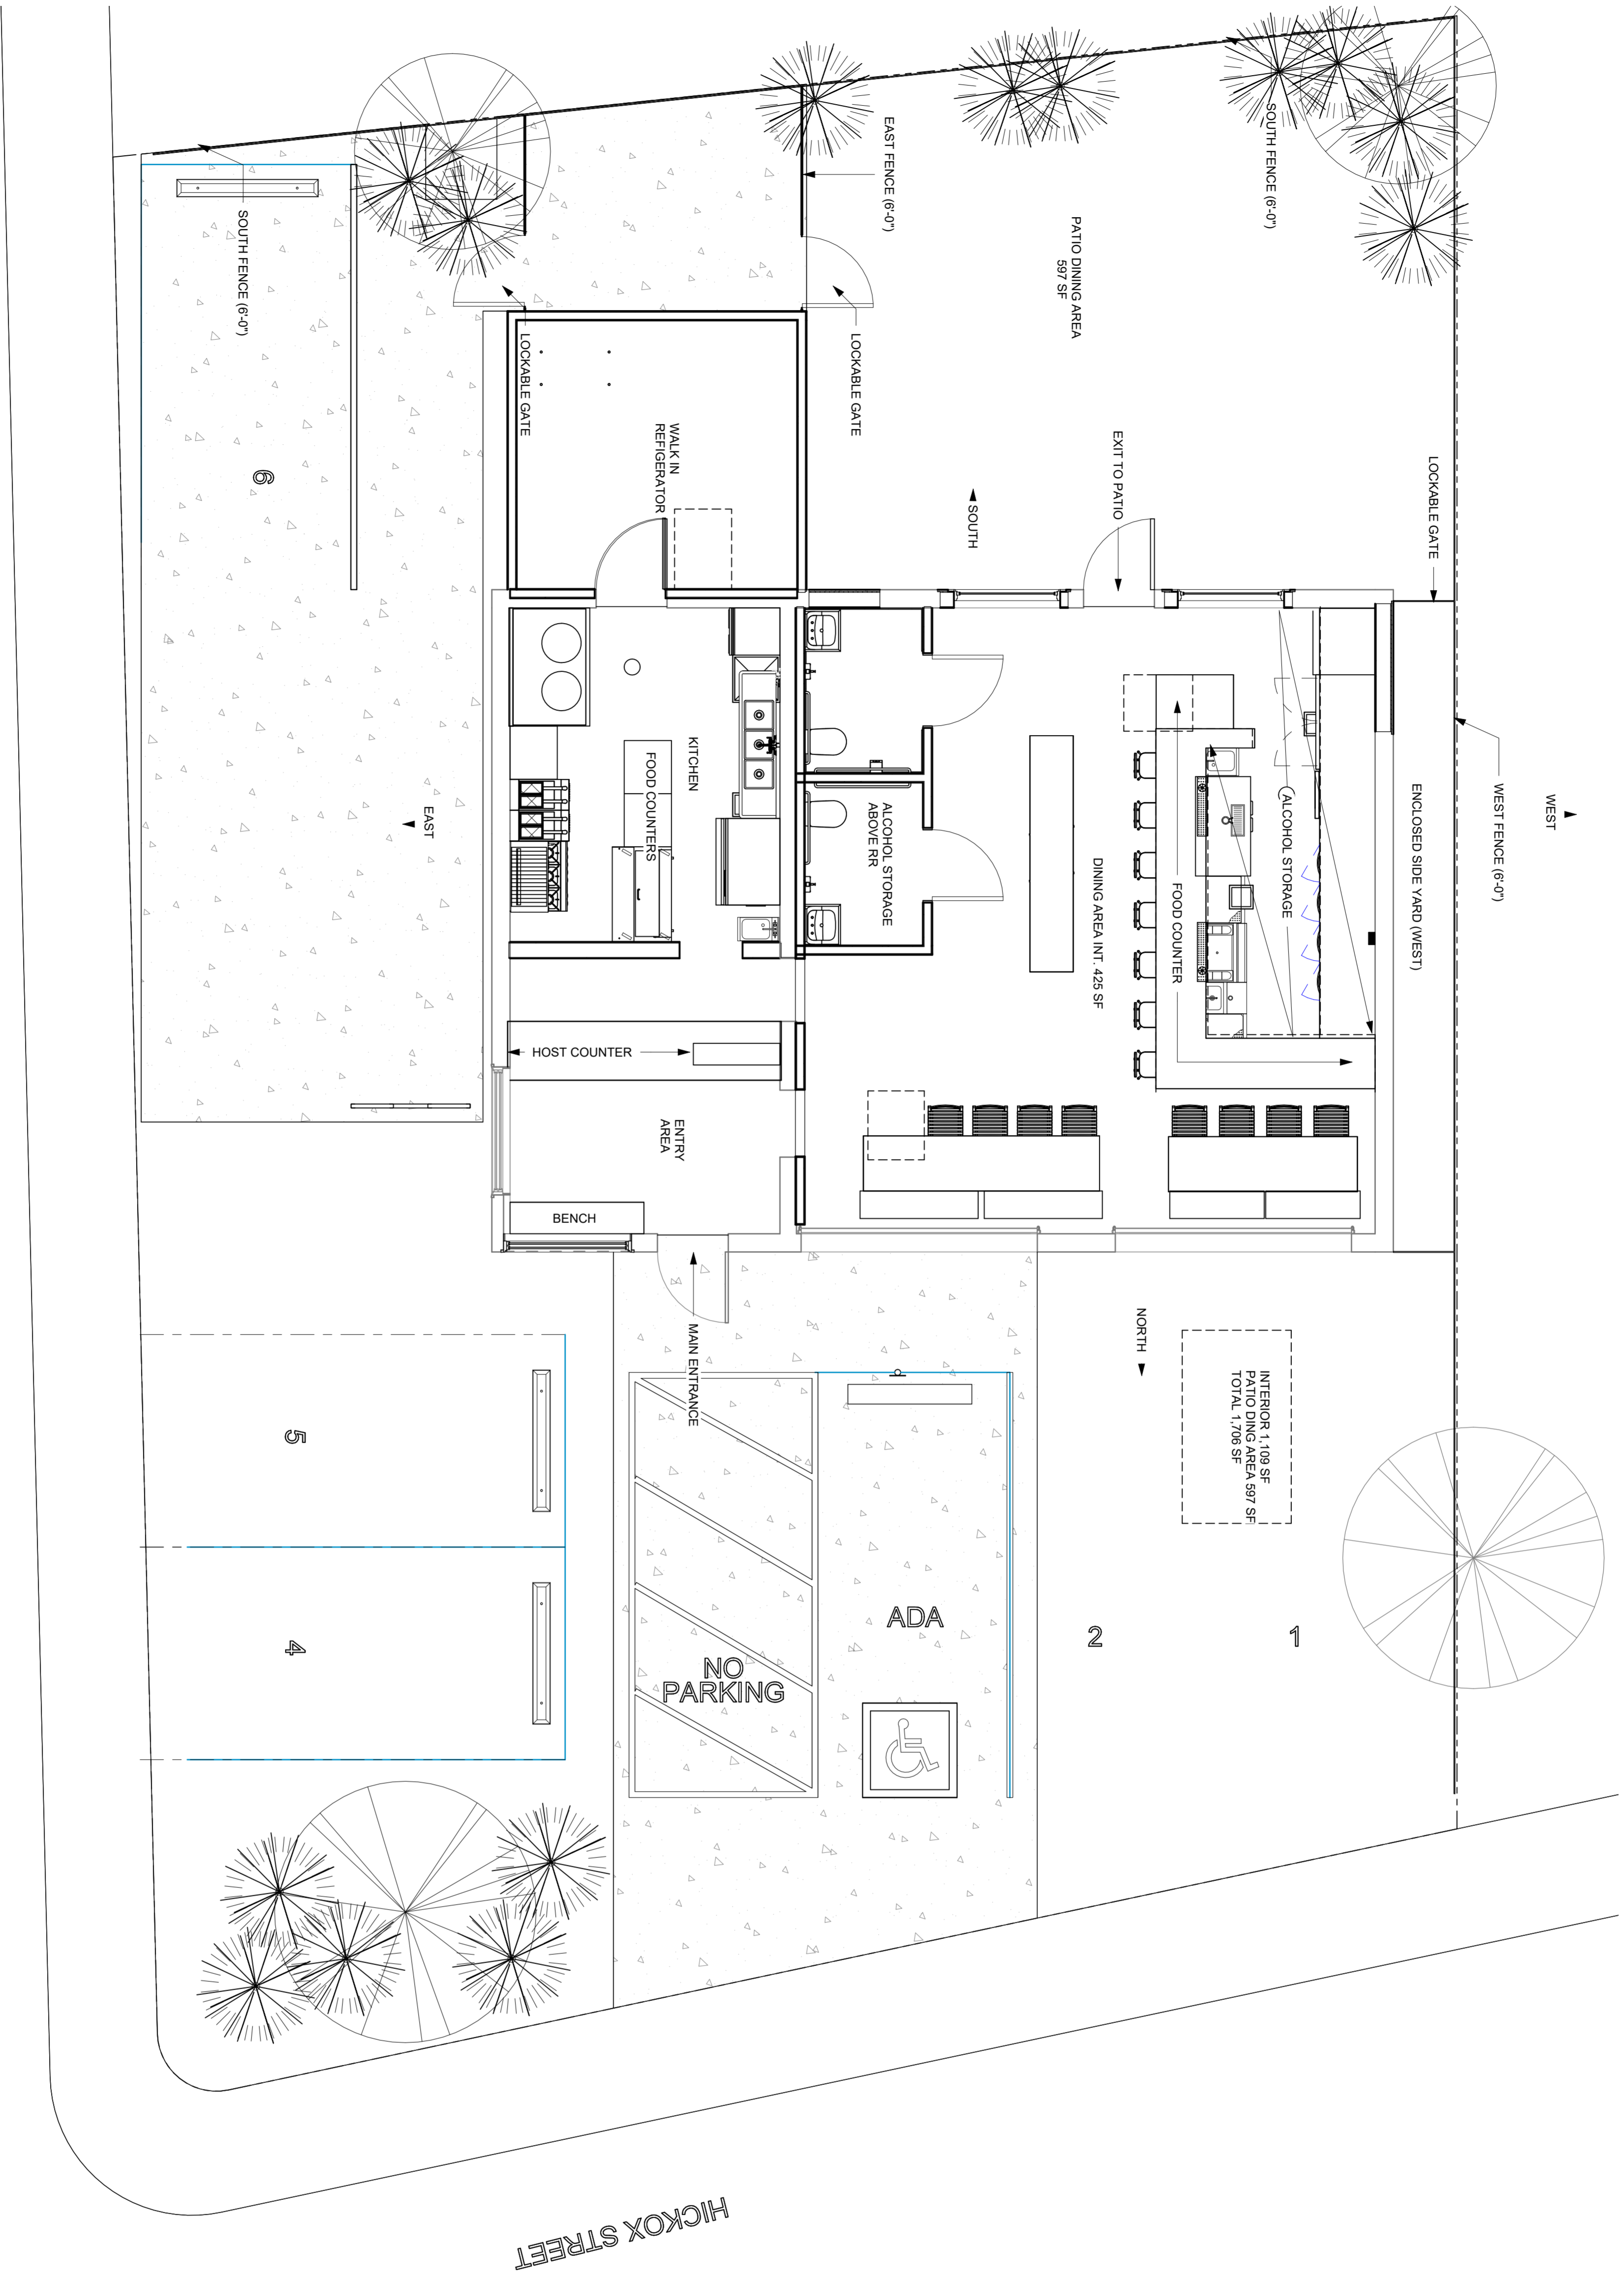 SOUTH FENCE (6'-0")
EAST FENCE (6'-0")
SOUTH FENCE (6'-0")
PATIO DINING AREA
597 SF
LOCKABLE GATE
LOCKABLE GATE
LOCKABLE GATE
EXIT TO PATIO
SOUTH
WALK IN
REFIGERATOR
6
KITCHEN
FOOD COUNTERS
EAST
ALCOHOL STORAGE
ABOVE RR
DINING AREA INT. 425 SF
FOOD COUNTER
ALCOHOL STORAGE
ENCLOSED SIDE YARD (WEST)
WEST FENCE (6'-0")
WEST
HOST COUNTER
ENTRY
AREA
BENCH
MAIN ENTRANCE
NORTH
INTERIOR 1,109 SF
PATIO DING AREA 597 SF
TOTAL 1,706 SF
5
4
NO
PARKING
ADA
2
1
HICKOX STREET